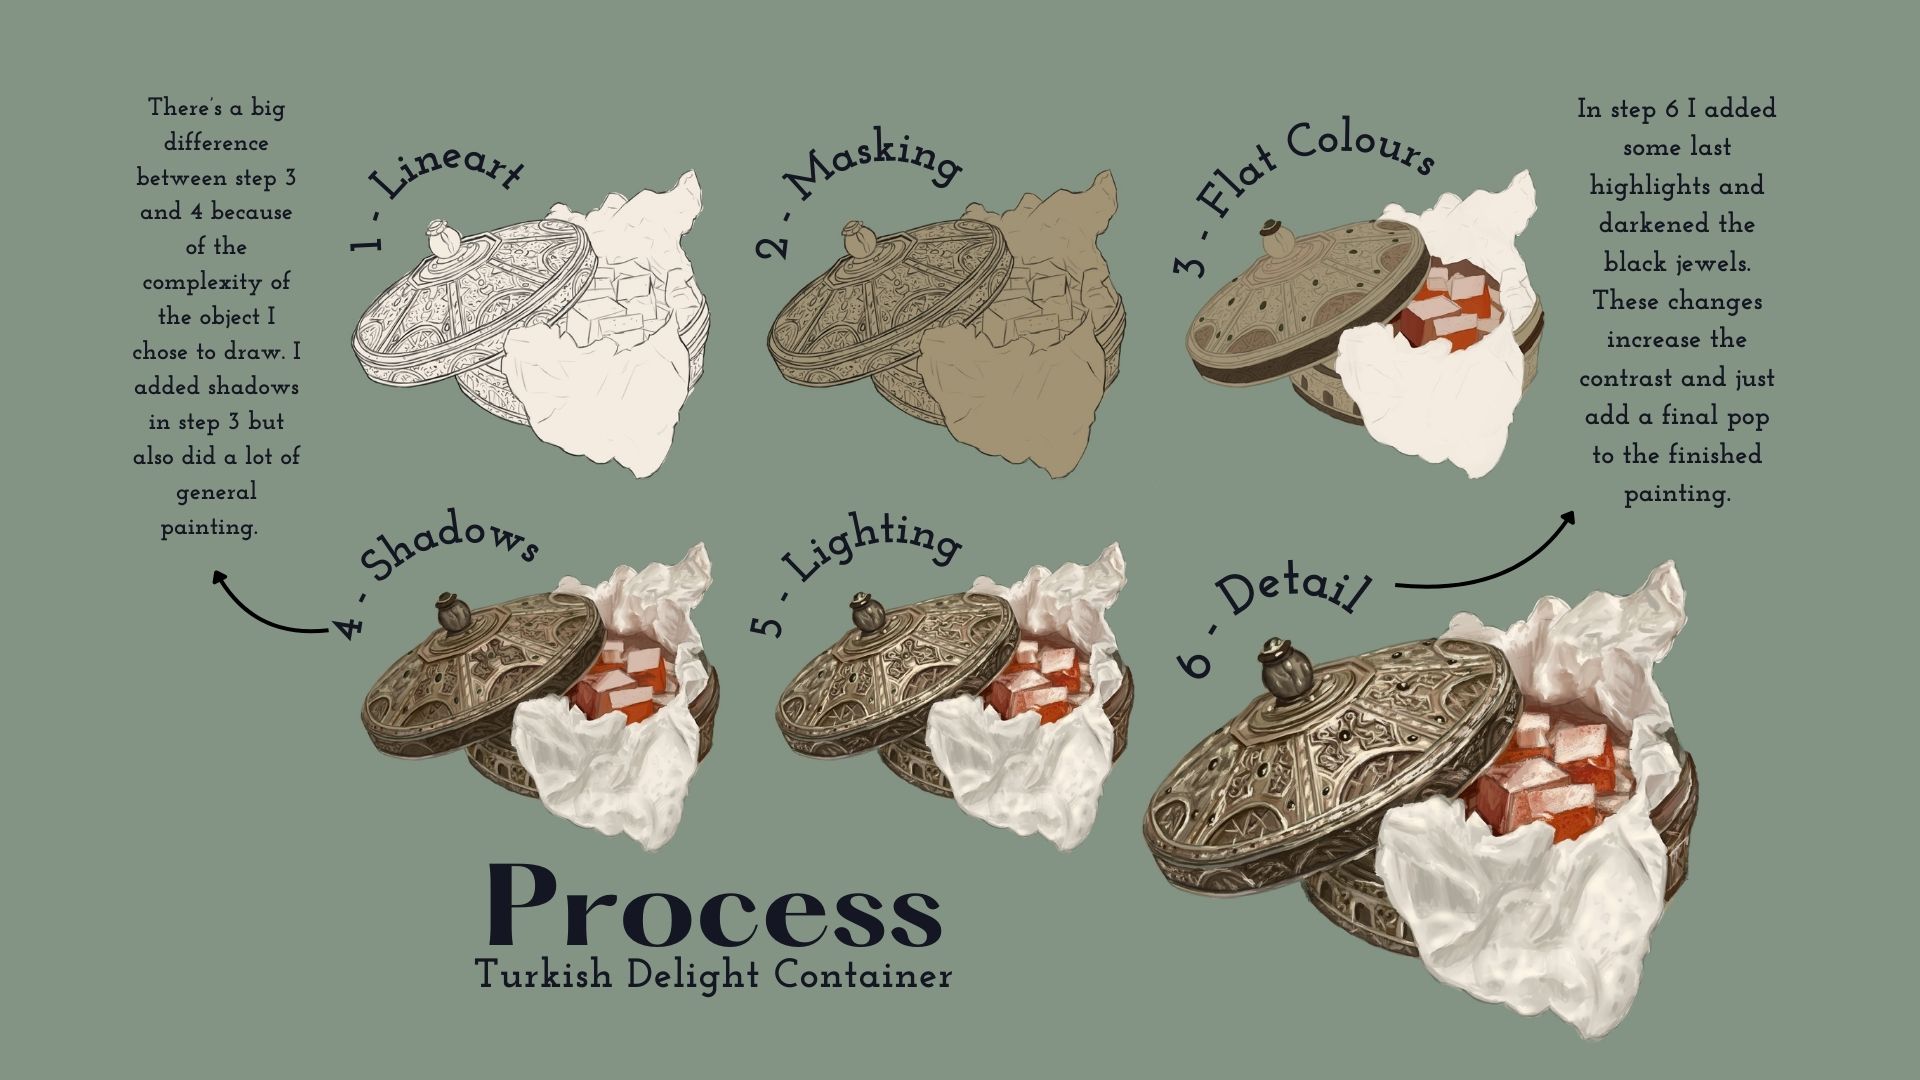 There's a big
difference
between step 3
and 4 because
of the
complexity of
the object I
chose to draw. I
added shadows
in step 3 but
also did a lot of
general
painting.
1 - Lineart
2 - Masking
3 - Flat Colours
In step 6 I added
some last
highlights and
darkened the
black jewels.
These changes
increase the
contrast and just
add a final pop
to the finished
painting.
4 - Shadows
5 - Lighting
6 - Detail
Process
Turkish Delight Container